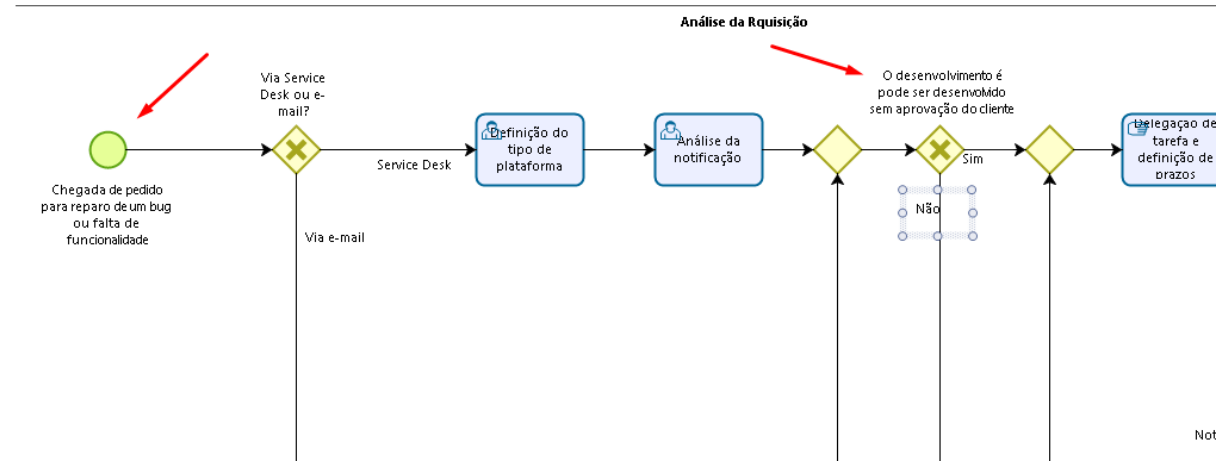 Análise da Rquisição
Via Service
Desk ou e-
mail?
O desenvolvimento é
pode ser desenvolvido
sem aprovação do cliente
Definição do
tipo de
plataforma
Análise da
notificação
Delegação de
tarefa e
definição de
prazos
Service Desk
Sim
Chegada de pedido
para reparo de um bug
ou falta de
funcionalidade
Não
Via e-mail
Not